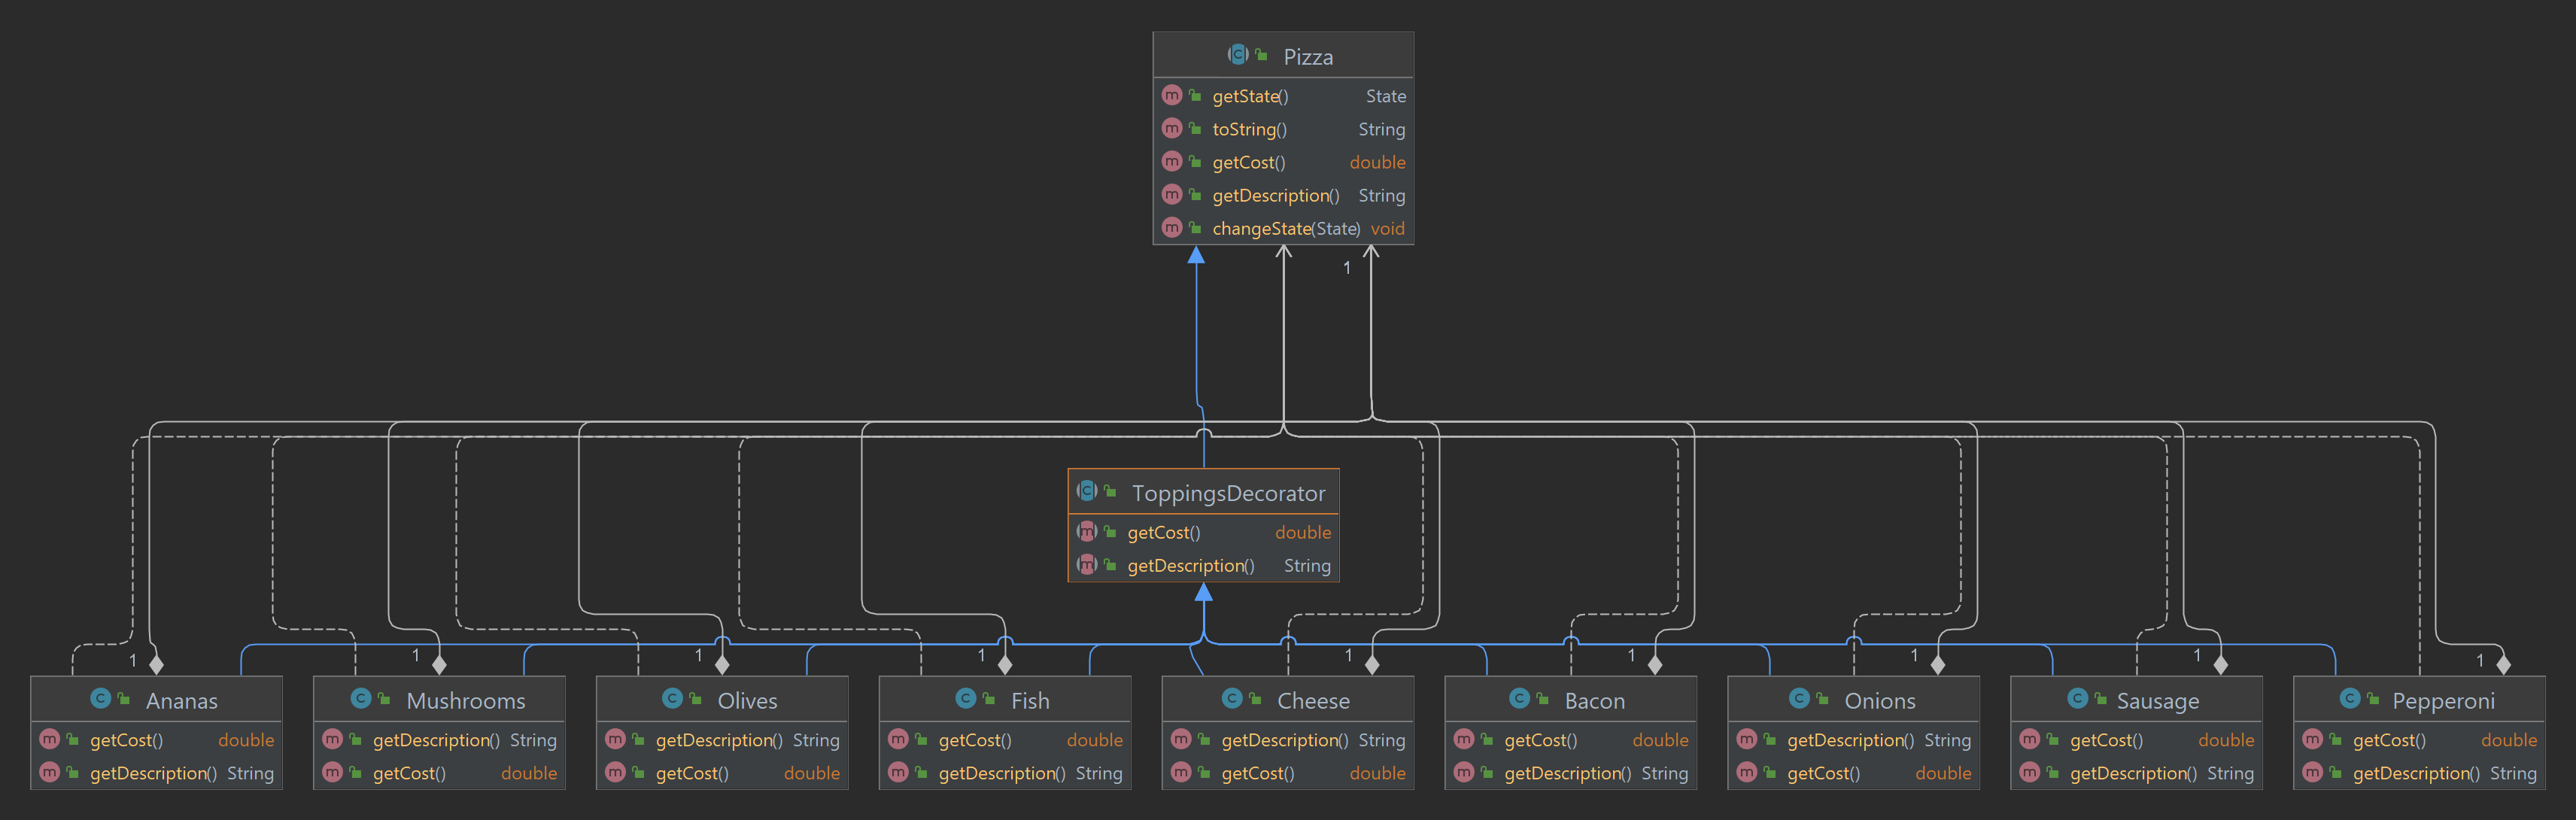 Pizza
getState() State
toString() String
getCost() double
getDescription() String
changeState(State) void
1
ToppingsDecorator
getCost() double
getDescription() String
1 1 1 1 1 1 1 1 1
Ananas
getCost() double
getDescription() String
Mushrooms
getDescription() String
getCost() double
Olives
getDescription() String
getCost() double
Fish
getCost() double
getDescription() String
Cheese
getDescription() String
getCost() double
Bacon
getCost() double
getDescription() String
Onions
getDescription() String
getCost() double
Sausage
getCost() double
getDescription() String
Pepperoni
getCost() double
getDescription() String